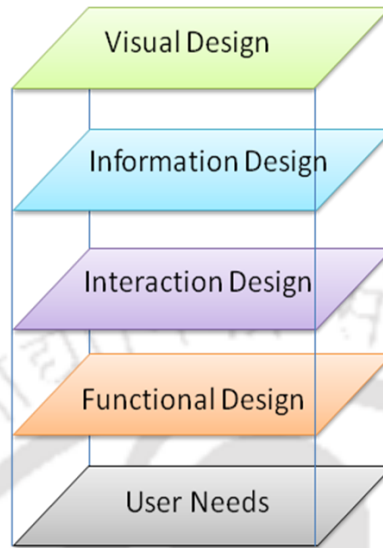 Visual Design
Information Design
Interaction Design
Functional Design
User Needs